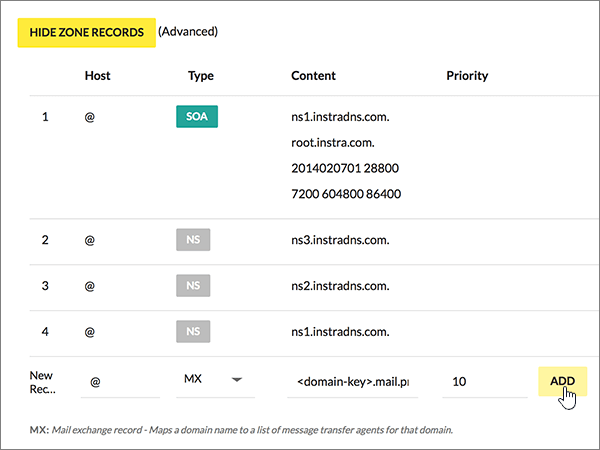 HIDE ZONE RECORDS (Advanced)
Host Type Content Priority
1 @ SOA ns1.instradns.com.
root.instra.com.
2014020701 28800
7200 604800 86400
2 @ NS ns3.instradns.com.
3 @ NS ns2.instradns.com.
4 @ NS ns1.instradns.com.
New
Rec... @ MX <domain-key>.mail.pr 10 ADD
MX: Mail exchange record - Maps a domain name to a list of message transfer agents for that domain.